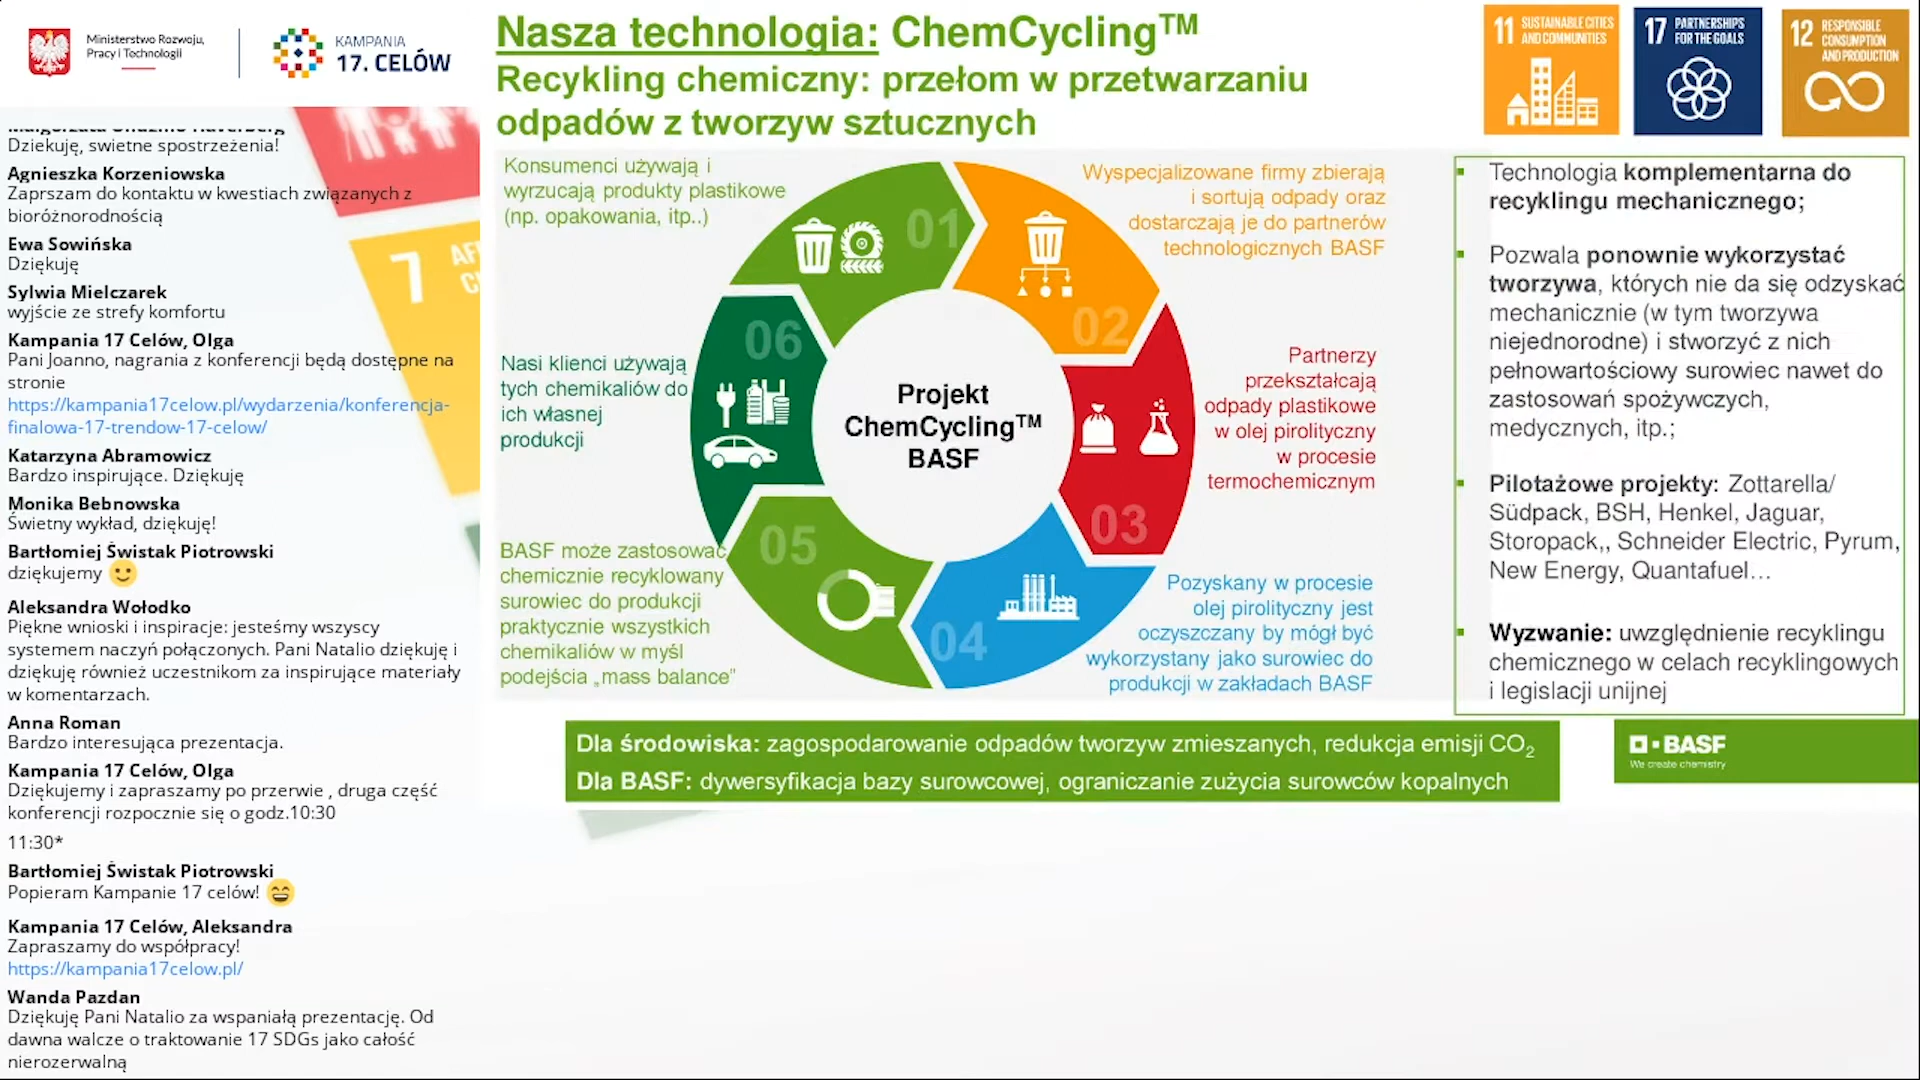 Ministerstwo Rozwoju,
Pracy i Technologii
KAMPANIA
17. CELÓW
Dziekuję, swietne spostrzeżenia!
Agnieszka Korzeniowska
Zaprszam do kontaktu w kwestiach związanych z
bioróżnorodnością
Ewa Sowińska
Dziękuję
Sylwia Mielczarek
wyjście ze strefy komfortu
Kampania 17 Celów, Olga
Pani Joanno, nagrania z konferencji będą dostępne na
stronie
https://kampania17celow.pl/wydarzenia/konferencja-
finalowa-17-trendow-17-celow/
Katarzyna Abramowicz
Bardzo inspirujące. Dziękuję
Monika Bebnowska
Świetny wykład, dziękuję!
Bartłomiej Świstak Piotrowski
dziękujemy
Aleksandra Wołodko
Piękne wnioski i inspiracje: jesteśmy wszyscy
systemem naczyń połączonych. Pani Natalio dziękuję i
dziękuję również uczestnikom za inspirujące materiały
w komentarzach.
Anna Roman
Bardzo interesująca prezentacja.
Kampania 17 Celów, Olga
Dziękujemy i zapraszamy po przerwie , druga część
konferencji rozpocznie się o godz.10:30
11:30*
Bartłomiej Świstak Piotrowski
Popieram Kampanie 17 celów!
Kampania 17 Celów, Aleksandra
Zapraszamy do współpracy!
https://kampania17celow.pl/
Wanda Pazdan
Dziękuję Pani Natalio za wspaniałą prezentację. Od
dawna walcze o traktowanie 17 SDGs jako całość
nierozerwalną
7
Nasza technologia: ChemCycling™
Recykling chemiczny: przełom w przetwarzaniu
odpadów z tworzyw sztucznych
11 SUSTAINABLE CITIES
AND COMMUNITIES
17 PARTNERSHIPS
FOR THE GOALS
12 RESPONSIBLE
CONSUMPTION
AND PRODUCTION
Konsumenci używają i
wyrzucają produkty plastikowe
(np. opakowania, itp..)
01
Wyspecjalizowane firmy zbierają
i sortują odpady oraz
dostarczają je do partnerów
technologicznych BASF
02
Partnerzy
przekształcają
odpady plastikowe
w olej pirolityczny
w procesie
termochemicznym
03
Pozyskany w procesie
olej pirolityczny jest
oczyszczany by mógł być
wykorzystany jako surowiec do
produkcji w zakładach BASF
04
BASF może zastosować
chemicznie recyklowany
surowiec do produkcji
praktycznie wszystkich
chemikaliów w myśl
podejścia „mass balance”
05
Nasi klienci używają
tych chemikaliów do
ich własnej
produkcji
06
Projekt
ChemCycling™
BASF
Technologia komplementarna do
recyklingu mechanicznego;
Pozwala ponownie wykorzystać
tworzywa, których nie da się odzyskać
mechanicznie (w tym tworzywa
niejednorodne) i stworzyć z nich
pełnowartościowy surowiec nawet do
zastosowań spożywczych,
medycznych, itp.;
Pilotażowe projekty: Zottarella/
Südpack, BSH, Henkel, Jaguar,
Storopack,, Schneider Electric, Pyrum,
New Energy, Quantafuel…
Wyzwanie: uwzględnienie recyklingu
chemicznego w celach recyklingowych
i legislacji unijnej
Dla środowiska: zagospodarowanie odpadów tworzyw zmieszanych, redukcja emisji CO₂
Dla BASF: dywersyfikacja bazy surowcowej, ograniczanie zużycia surowców kopalnych
BASF
We create chemistry